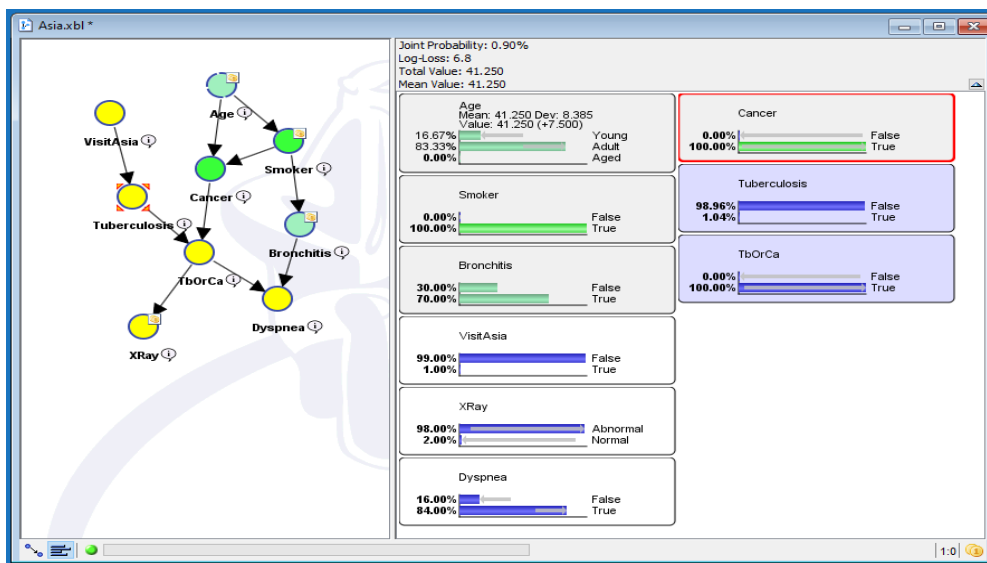 Asia.xbl *
Age
VisitAsia
Smoker
Cancer
Tuberculosis
Bronchitis
TbOrCa
Dyspnea
XRay
Joint Probability: 0.90%
Log-Loss: 6.8
Total Value: 41.250
Mean Value: 41.250
Age
Mean: 41.250 Dev: 8.385
Value: 41.250 (+7.500)
16.67% Young
83.33% Adult
0.00% Aged
Smoker
0.00% False
100.00% True
Bronchitis
30.00% False
70.00% True
VisitAsia
99.00% False
1.00% True
XRay
98.00% Abnormal
2.00% Normal
Dyspnea
16.00% False
84.00% True
Cancer
0.00% False
100.00% True
Tuberculosis
98.96% False
1.04% True
TbOrCa
0.00% False
100.00% True
1:0